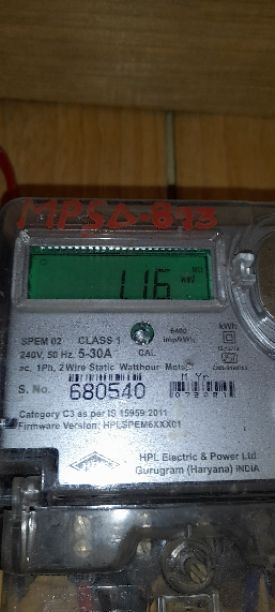 MPSD-873
1.16
SPEM 02 CLASS 1
240V, 50 Hz. 5-30A
CAL
6400
imp/kWh
kWh
ac, 1Ph, 2 Wire Static Watthour Meter
S. No. 680540
M Yr
Category C3 as per IS 15959:2011
Firmware Version: HPLSPEM6XXX01
HPL Electric & Power Ltd
Gurugram (Haryana) INDIA